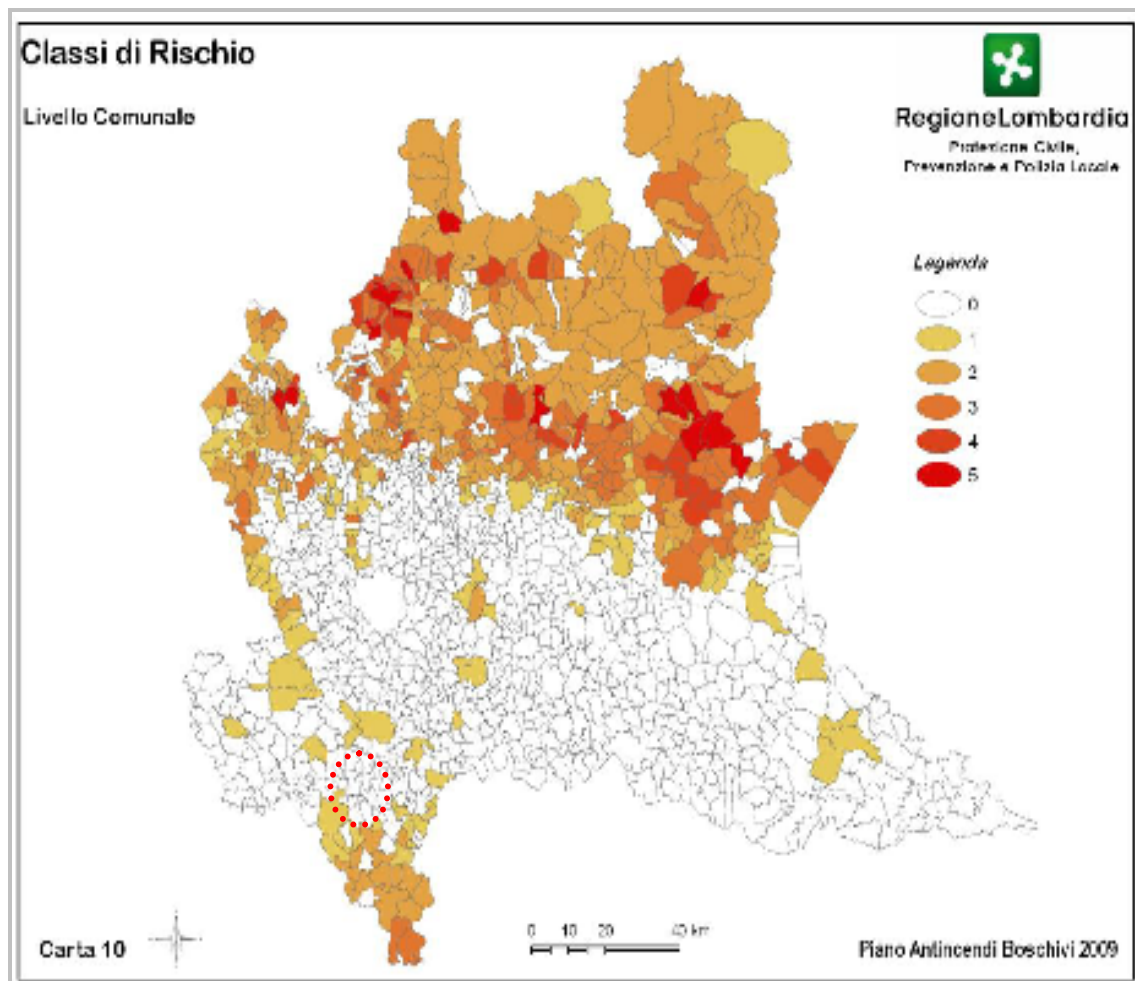 Classi di Rischio
Livello Comunale
RegioneLombardia
Protezione Civile,
Prevenzione e Polizia Locale
Legenda
0
1
2
3
4
5
0 10 20 40 km
Carta 10
Piano Antincendi Boschivi 2009